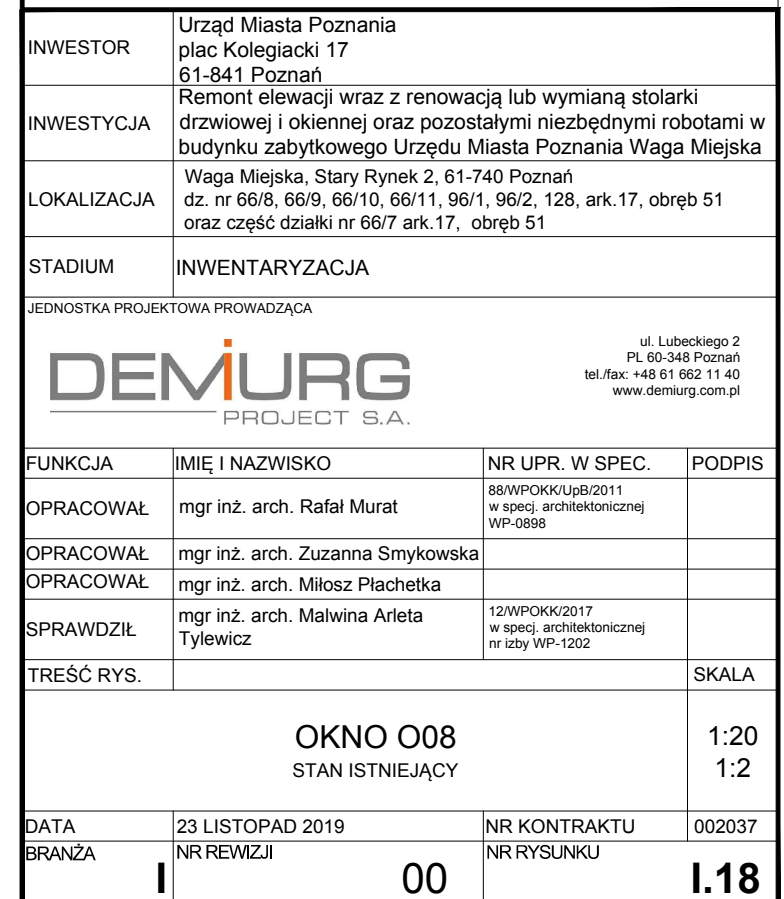 INWESTOR
Urząd Miasta Poznania
plac Kolegiacki 17
61-841 Poznań
INWESTYCJA
Remont elewacji wraz z renowacją lub wymianą stolarki
drzwiowej i okiennej oraz pozostałymi niezbędnymi robotami w
budynku zabytkowego Urzędu Miasta Poznania Waga Miejska
LOKALIZACJA
Waga Miejska, Stary Rynek 2, 61-740 Poznań
dz. nr 66/8, 66/9, 66/10, 66/11, 96/1, 96/2, 128, ark.17, obręb 51
oraz część działki nr 66/7 ark.17, obręb 51
STADIUM
INWENTARYZACJA
JEDNOSTKA PROJEKTOWA PROWADZĄCA
DEMIURG
PROJECT S.A.
ul. Lubeckiego 2
PL 60-348 Poznań
tel./fax: +48 61 662 11 40
www.demiurg.com.pl
FUNKCJA IMIĘ I NAZWISKO NR UPR. W SPEC. PODPIS
OPRACOWAŁ
mgr inż. arch. Rafał Murat
88/WPOKK/UpB/2011
w specj. architektonicznej
WP-0898
OPRACOWAŁ mgr inż. arch. Zuzanna Smykowska
OPRACOWAŁ mgr inż. arch. Miłosz Płachetka
SPRAWDZIŁ
mgr inż. arch. Malwina Arleta
Tylewicz
12/WPOKK/2017
w specj. architektonicznej
nr izby WP-1202
TREŚĆ RYS. SKALA
OKNO O08
STAN ISTNIEJĄCY
1:20
1:2
DATA 23 LISTOPAD 2019 NR KONTRAKTU 002037
BRANŻA NR REWIZJI NR RYSUNKU
I 00 I.18